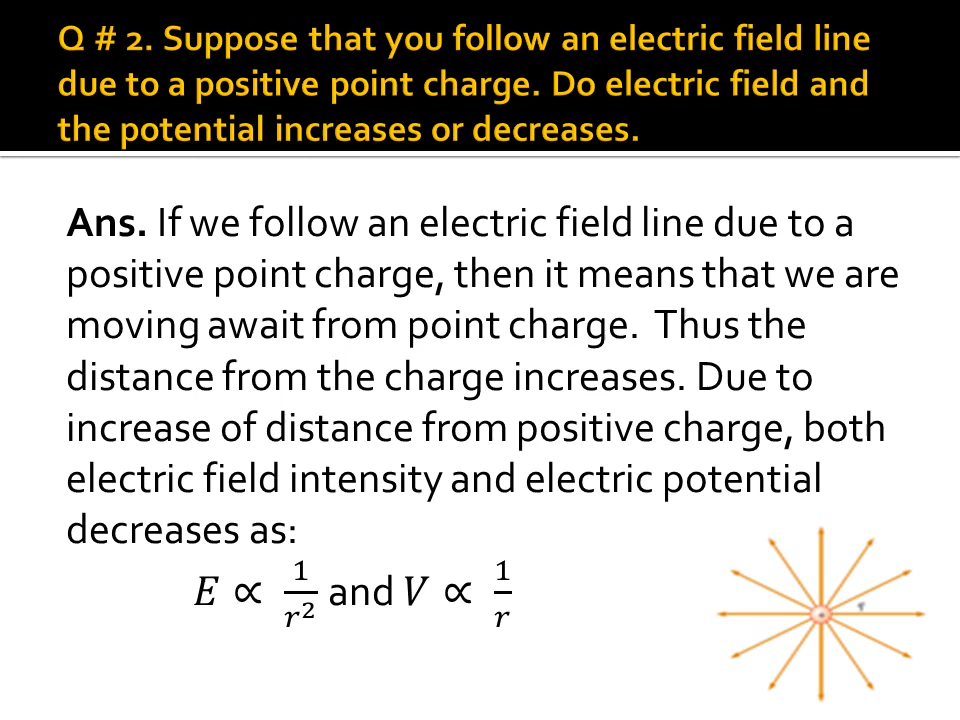 Q # 2. Suppose that you follow an electric field line
due to a positive point charge. Do electric field and
the potential increases or decreases.
Ans. If we follow an electric field line due to a
positive point charge, then it means that we are
moving await from point charge. Thus the
distance from the charge increases. Due to
increase of distance from positive charge, both
electric field intensity and electric potential
decreases as:
E ∝ 1/r² and V ∝ 1/r